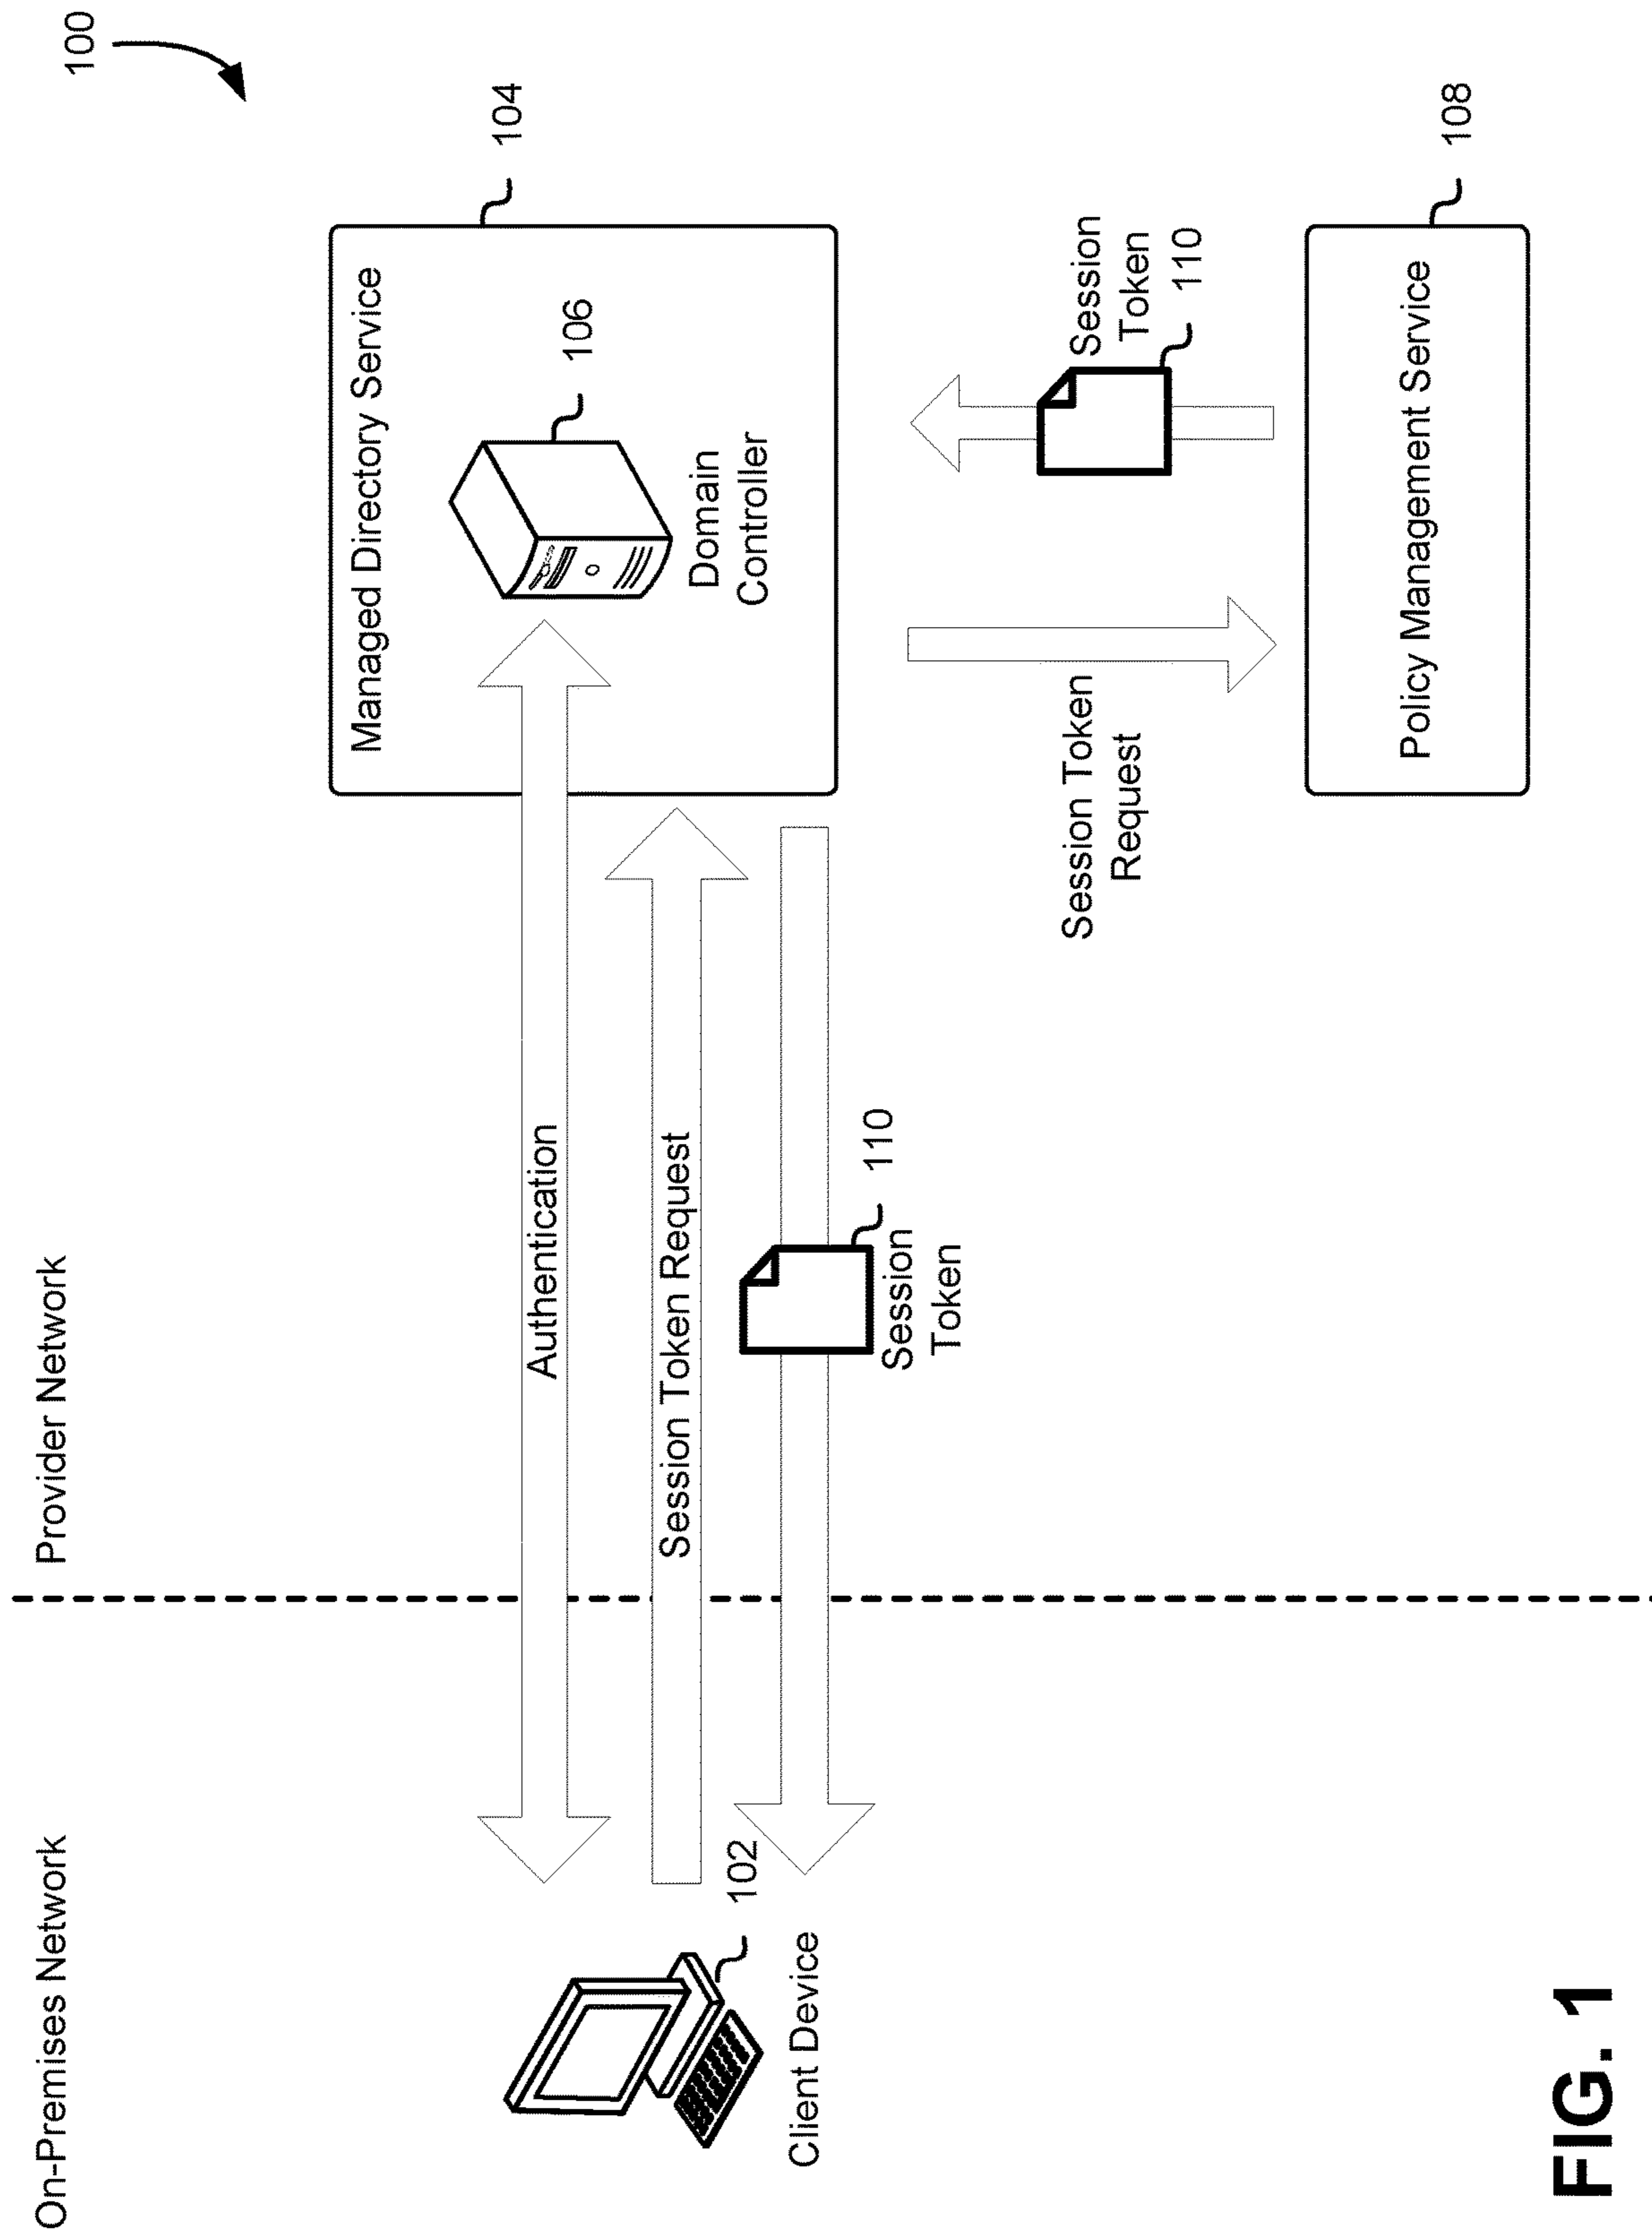 100
On-Premises Network
Provider Network
104
Managed Directory Service
106
Domain
Controller
Authentication
Session Token Request
102
Client Device
110
Session
Token
Session Token
Request
Session
Token
110
108
Policy Management Service
FIG. 1